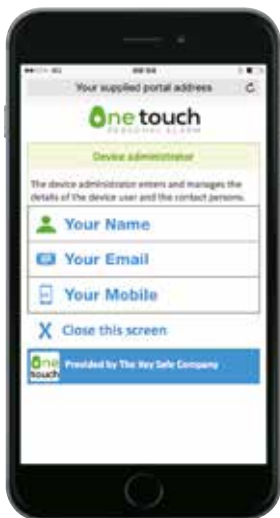 Your supplied portal address
One touch
PERSONAL ALARM
Device administrator
The device administrator enters and manages the
details of the device user and the contact persons.
Your Name
Your Email
Your Mobile
X Close this screen
One touch
Provided by The Key Safe Company